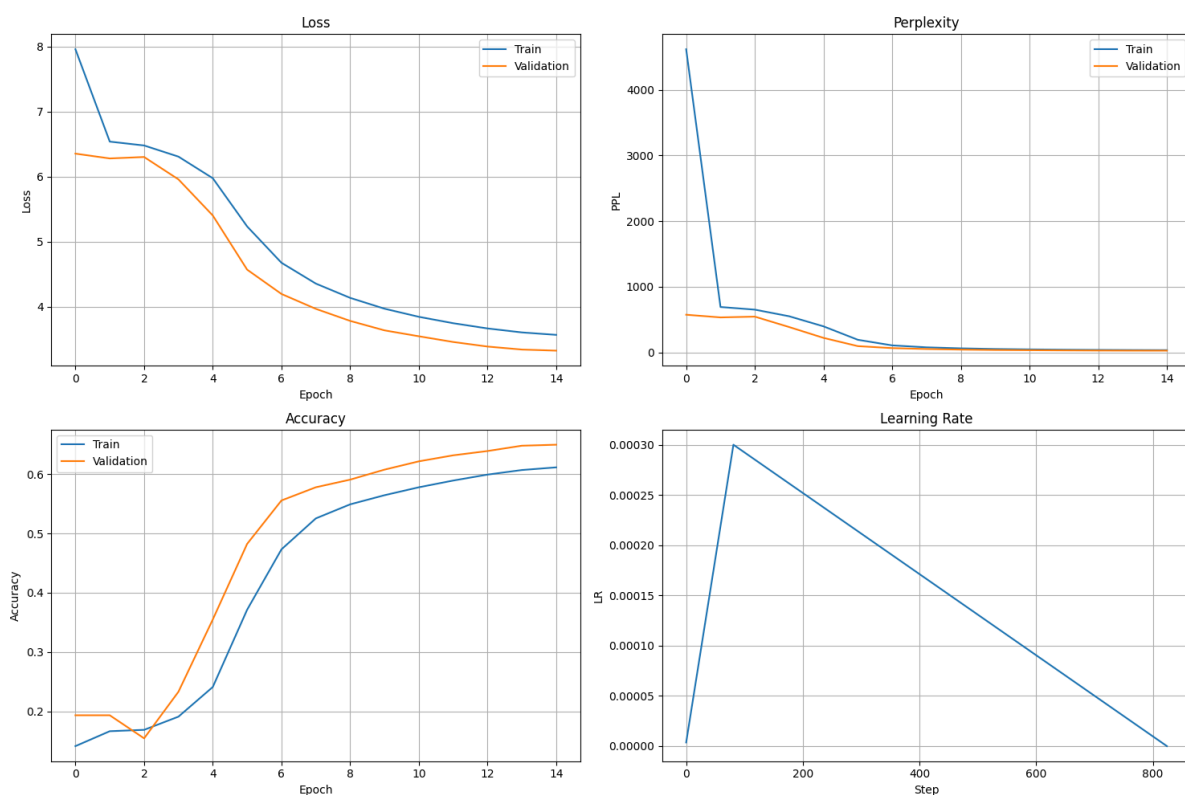 Loss
8
7
6
5
4
Loss
Train
Validation
0 2 4 6 8 10 12 14
Epoch
Perplexity
4000
3000
2000
1000
0
PPL
Train
Validation
0 2 4 6 8 10 12 14
Epoch
Accuracy
0.6
0.5
0.4
0.3
0.2
Accuracy
Train
Validation
0 2 4 6 8 10 12 14
Epoch
Learning Rate
0.00030
0.00025
0.00020
0.00015
0.00010
0.00005
0.00000
LR
0 200 400 600 800
Step